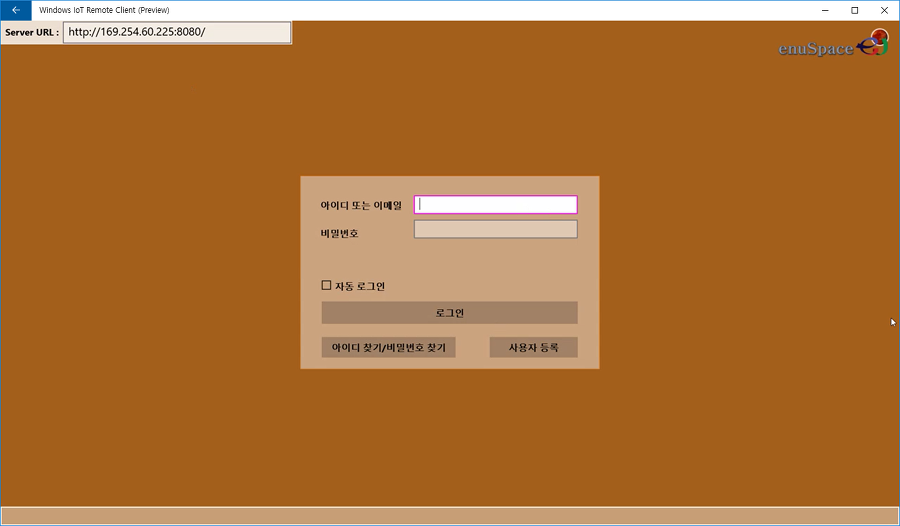 Windows IoT Remote Client (Preview)
Server URL : http://169.254.60.225:8080/
enuSpace
아이디 또는 이메일
비밀번호
자동 로그인
로그인
아이디 찾기/비밀번호 찾기 사용자 등록